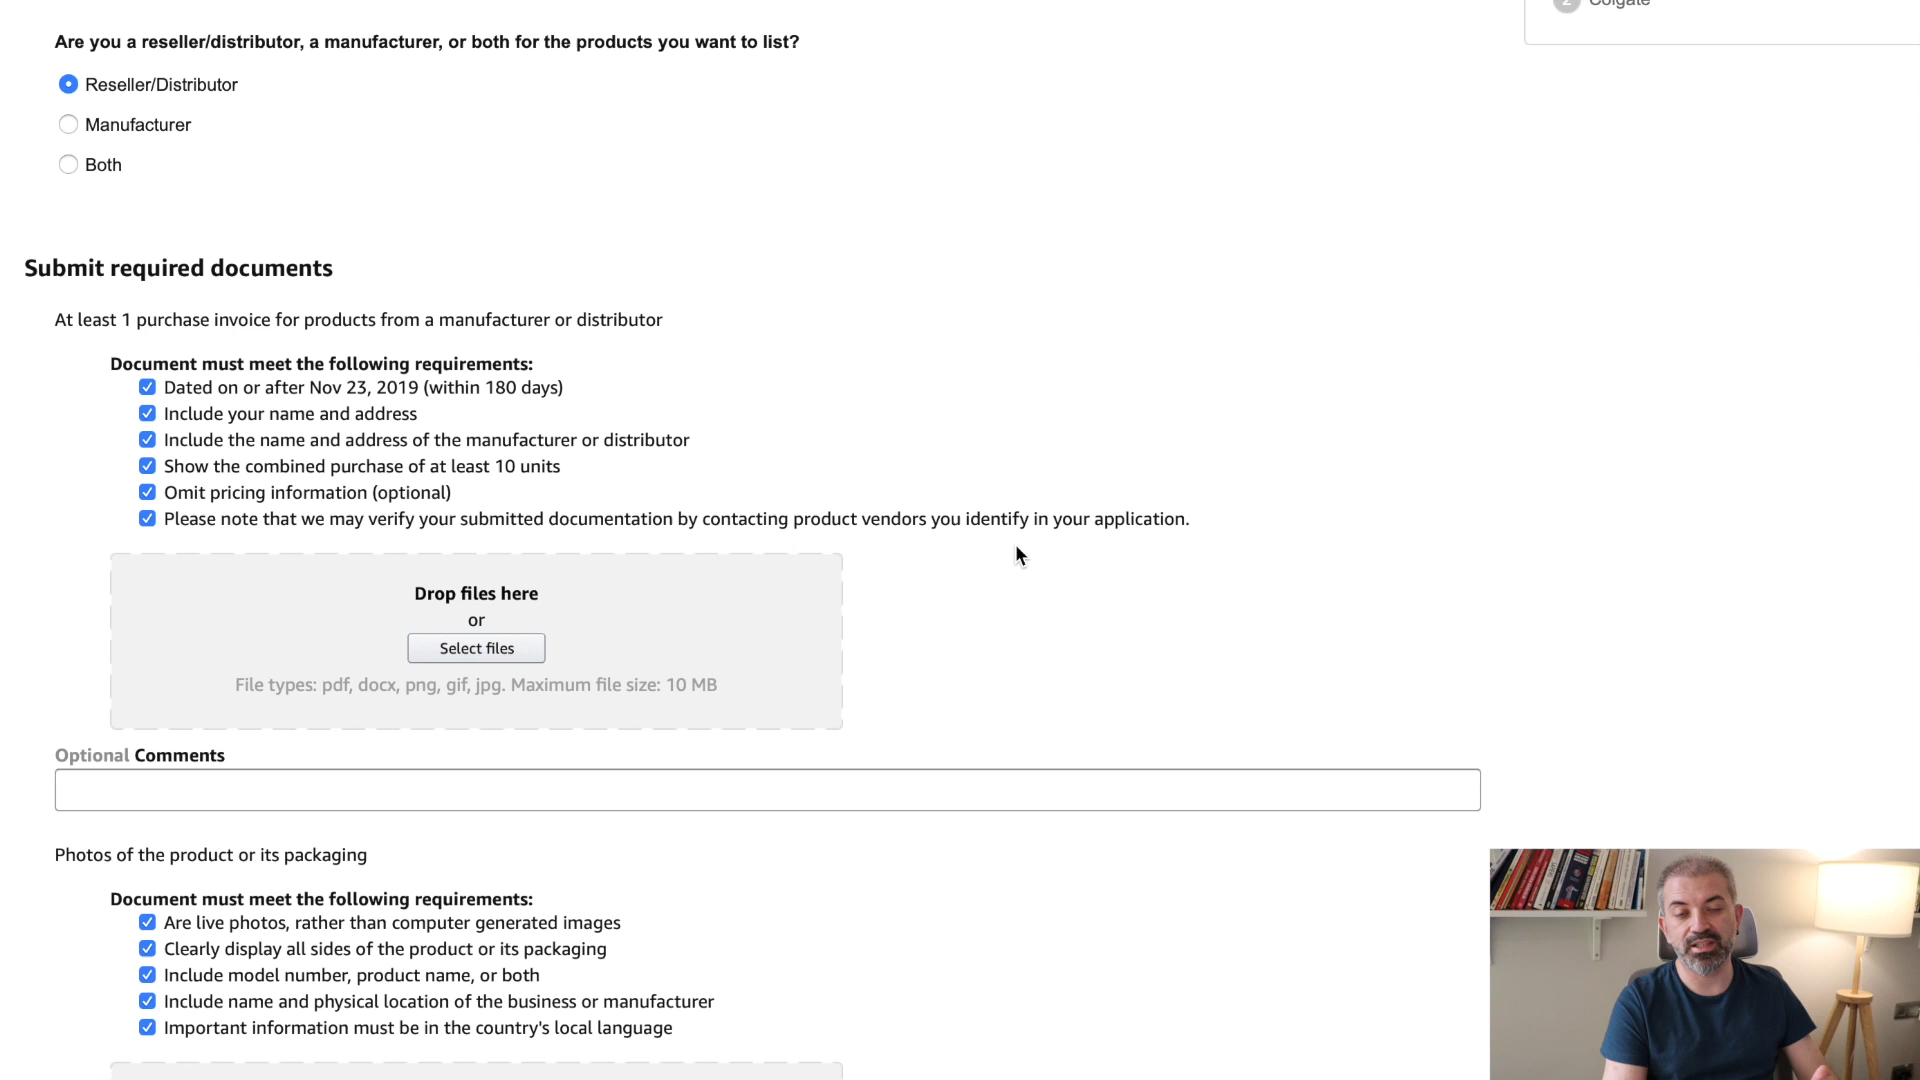 2 Colgate
Are you a reseller/distributor, a manufacturer, or both for the products you want to list?
Reseller/Distributor
Manufacturer
Both
Submit required documents
At least 1 purchase invoice for products from a manufacturer or distributor
Document must meet the following requirements:
Dated on or after Nov 23, 2019 (within 180 days)
Include your name and address
Include the name and address of the manufacturer or distributor
Show the combined purchase of at least 10 units
Omit pricing information (optional)
Please note that we may verify your submitted documentation by contacting product vendors you identify in your application.
Drop files here
or
Select files
File types: pdf, docx, png, gif, jpg. Maximum file size: 10 MB
Optional Comments
Photos of the product or its packaging
Document must meet the following requirements:
Are live photos, rather than computer generated images
Clearly display all sides of the product or its packaging
Include model number, product name, or both
Include name and physical location of the business or manufacturer
Important information must be in the country's local language